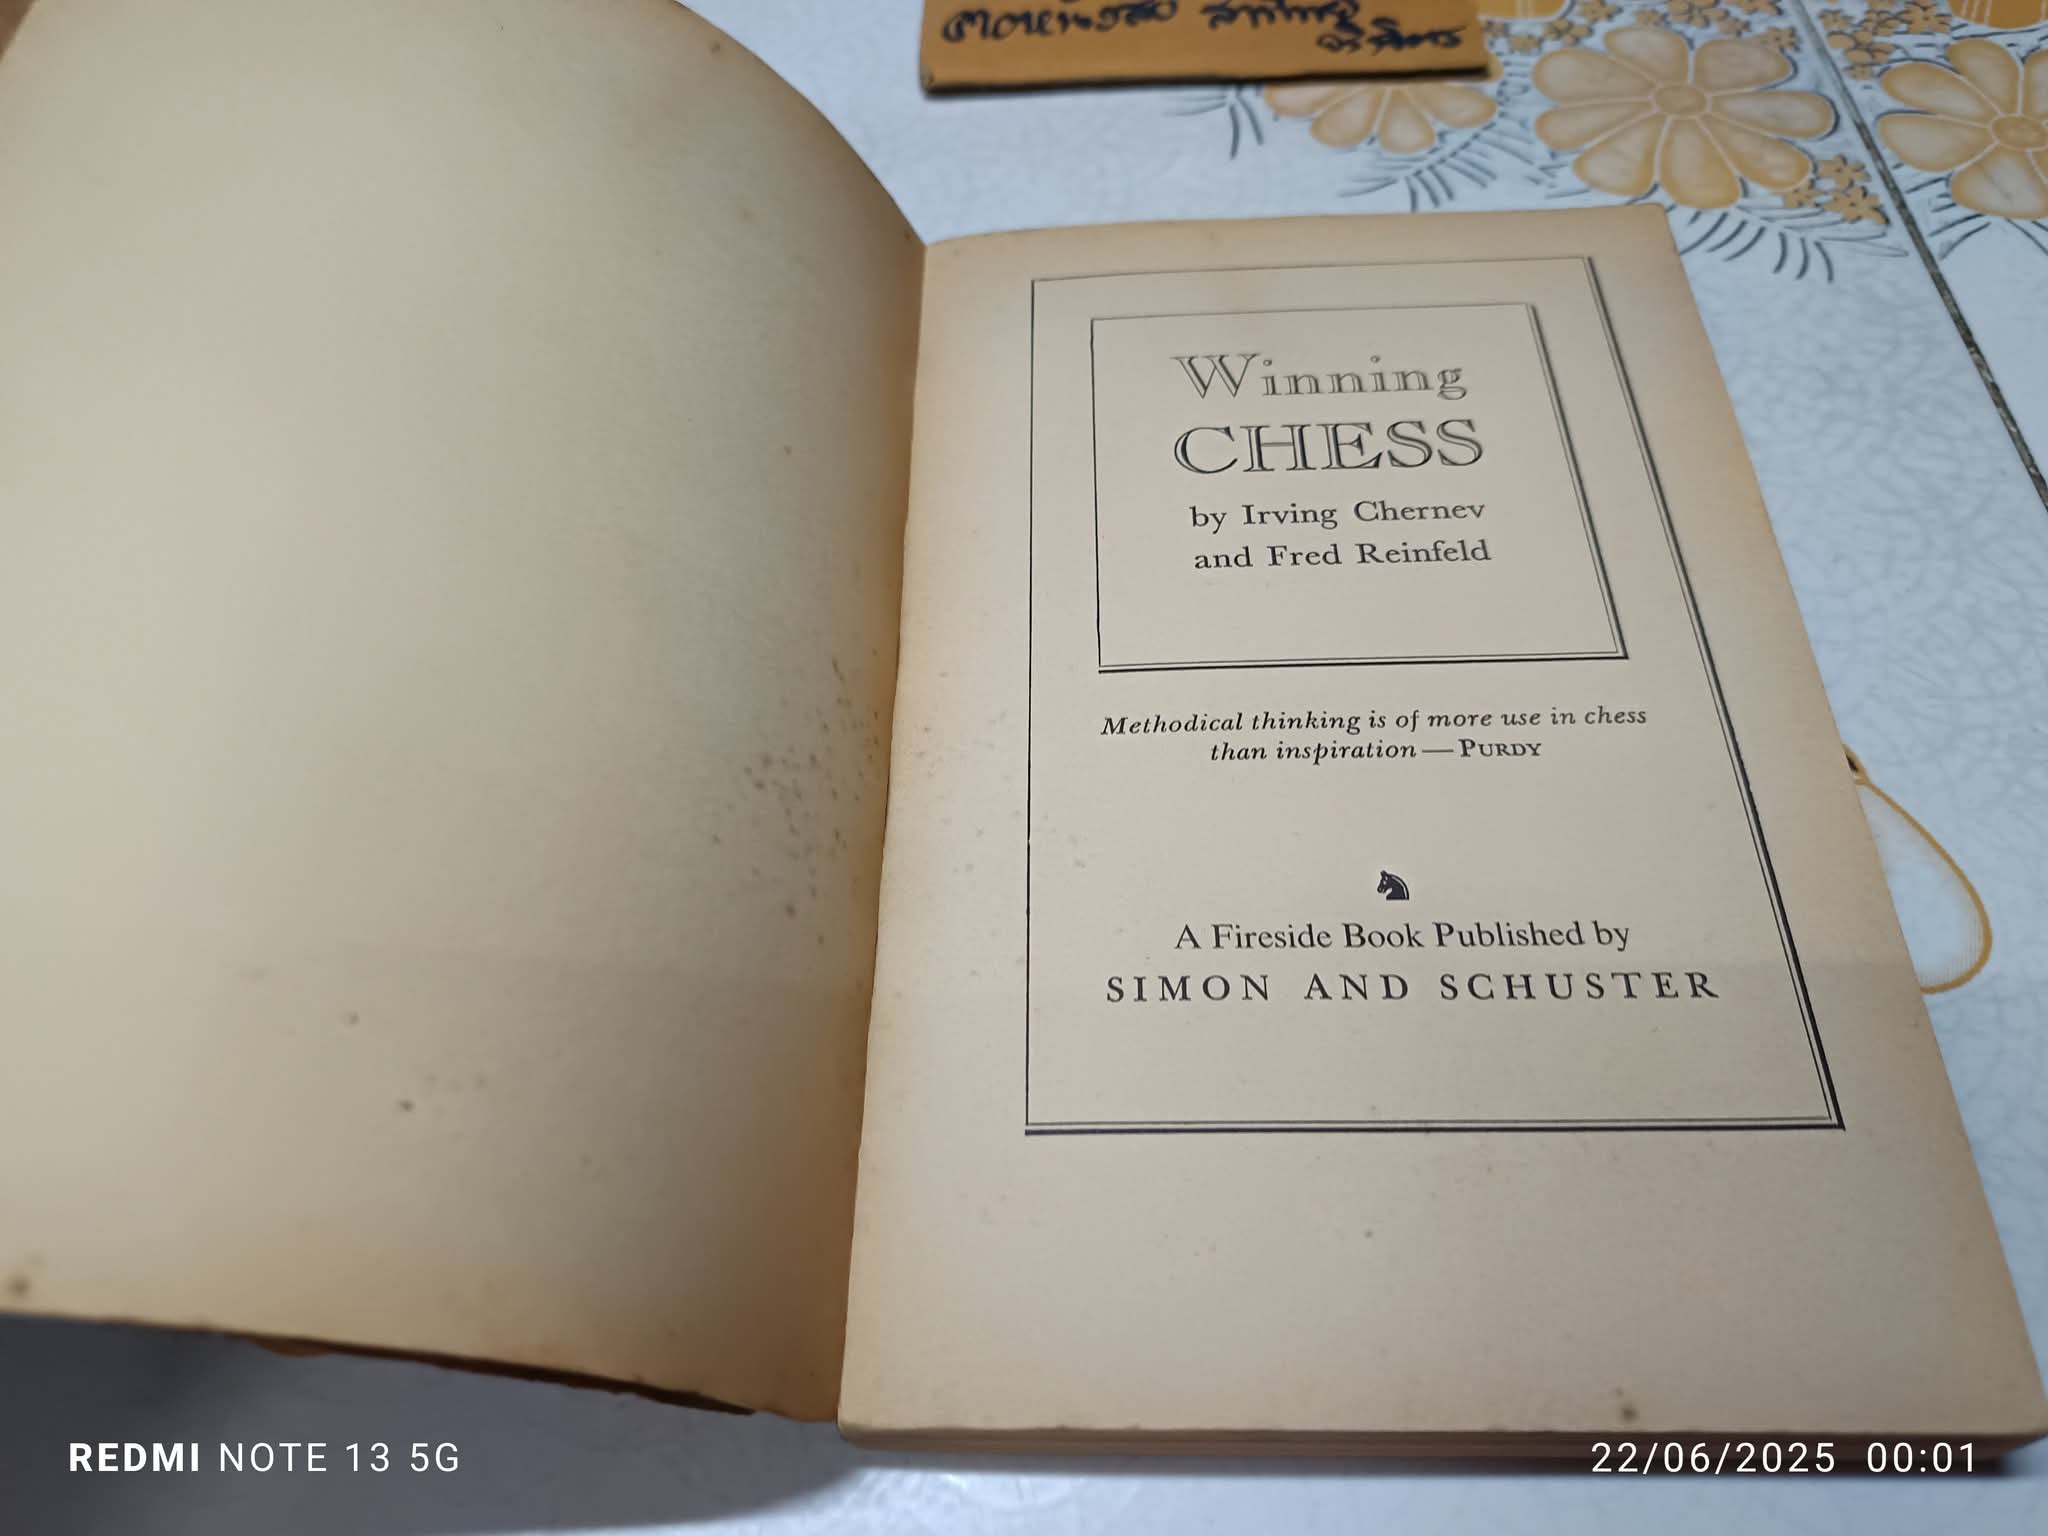 Winning
CHESS
by Irving Chernev
and Fred Reinfeld
Methodical thinking is of more use in chess
than inspiration — PURDY
A Fireside Book Published by
SIMON AND SCHUSTER
REDMI NOTE 13 5G
22/06/2025 00:01